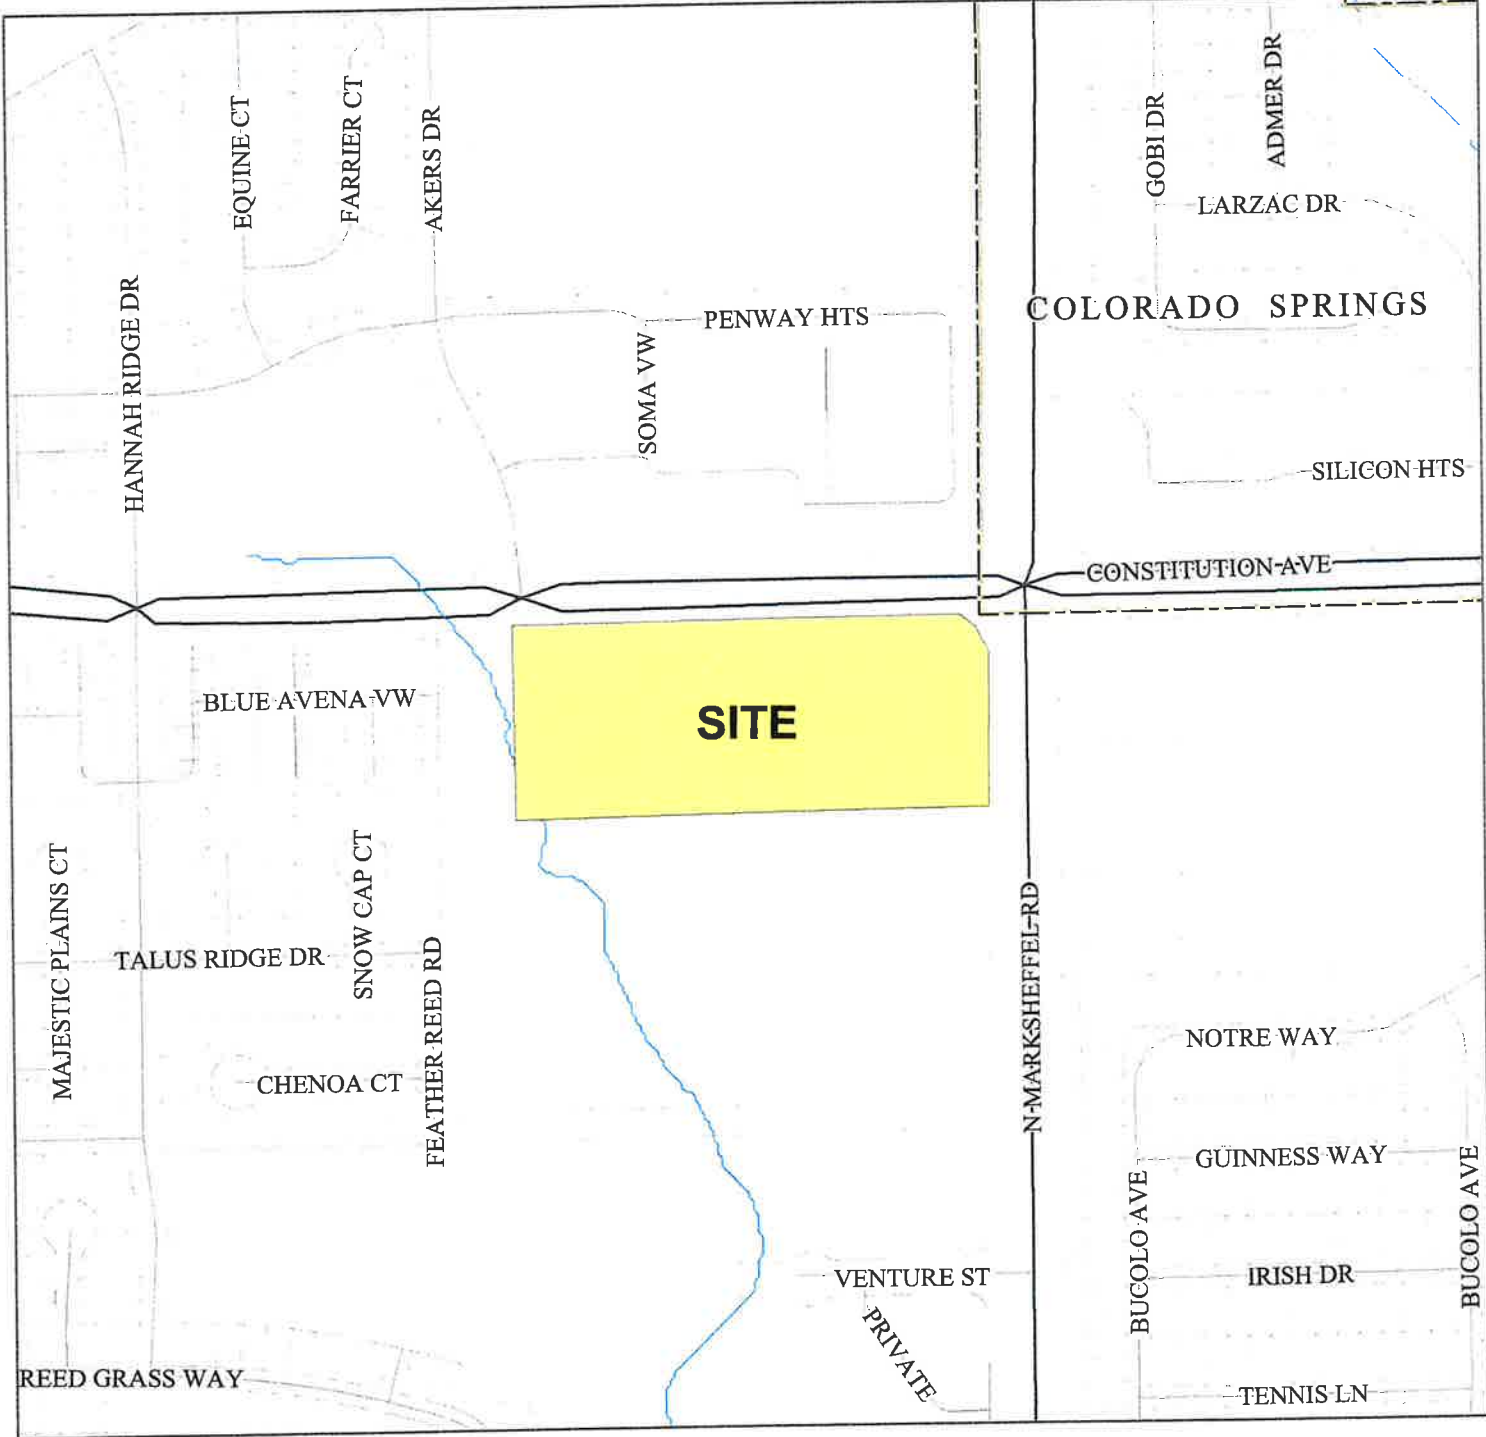 EQUINE CT
FARRIER CT
AKERS DR
GOBI DR
ADMER DR
LARZAC DR
HANNAH RIDGE DR
PENWAY HTS
SOMA VW
COLORADO SPRINGS
SILICON HTS
CONSTITUTION AVE
BLUE AVENA VW
SITE
MAJESTIC PLAINS CT
SNOW CAP CT
TALUS RIDGE DR
FEATHER REED RD
N MARKSHEFFEL RD
CHENOA CT
NOTRE WAY
GUINNESS WAY
BUCOLO AVE
BUCOLO AVE
VENTURE ST
IRISH DR
PRIVATE
REED GRASS WAY
TENNIS LN